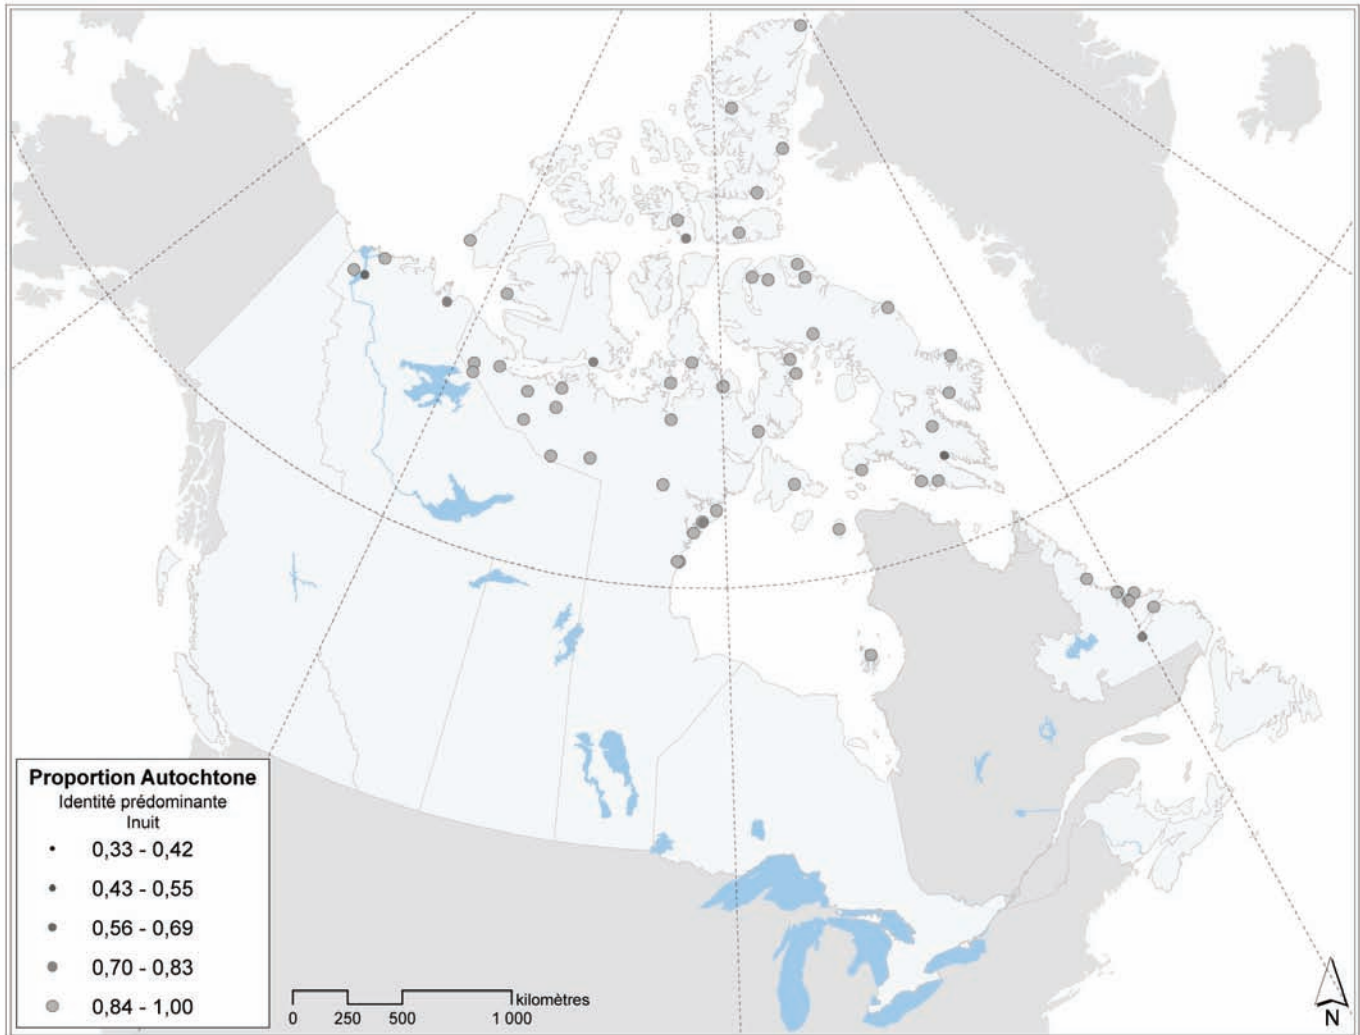 Proportion Autochtone
Identité prédominante
Inuit
0,33 - 0,42
0,43 - 0,55
0,56 - 0,69
0,70 - 0,83
0,84 - 1,00
kilomètres
0 250 500 1 000
N